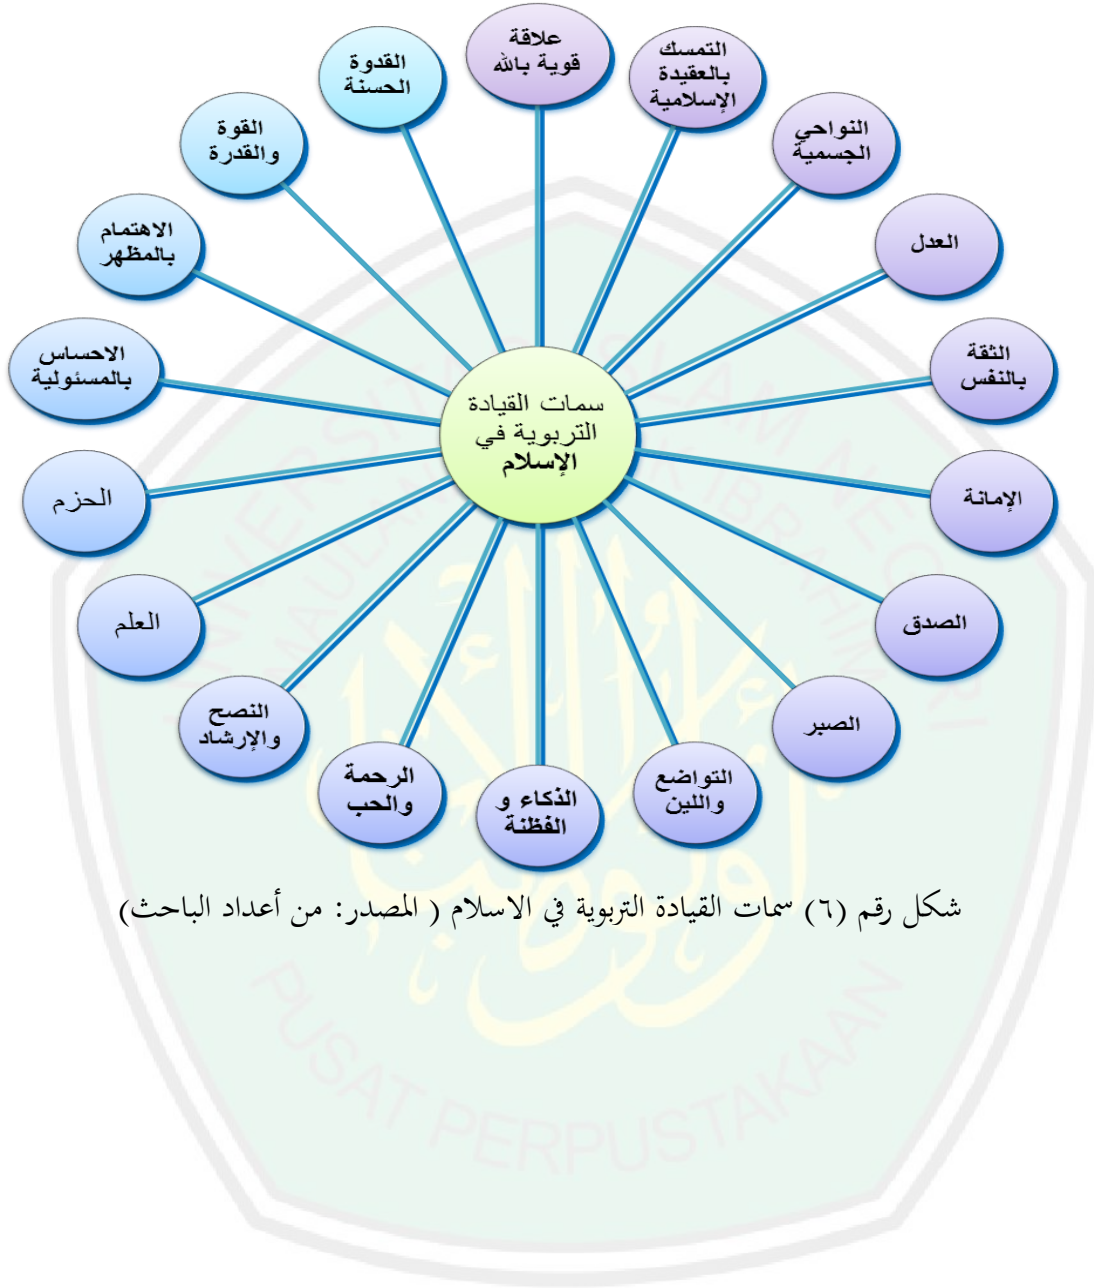 علاقة
قوية بالله
التمسك
بالعقيدة
الإسلامية
النواحي
الجسمية
العدل
الثقة
بالنفس
الإمانة
الصدق
الصبر
التواضع
واللين
الذكاء و
الفظنة
الرحمة
والحب
النصح
والإرشاد
العلم
الحزم
الاحساس
بالمسئولية
الاهتمام
بالمظهر
القوة
والقدرة
القدوة
الحسنة
سمات القيادة
التربوية في
الإسلام
شكل رقم (٦) سمات القيادة التربوية في الاسلام ( المصدر: من أعداد الباحث)
PUSAT PERPUSTAKAAN